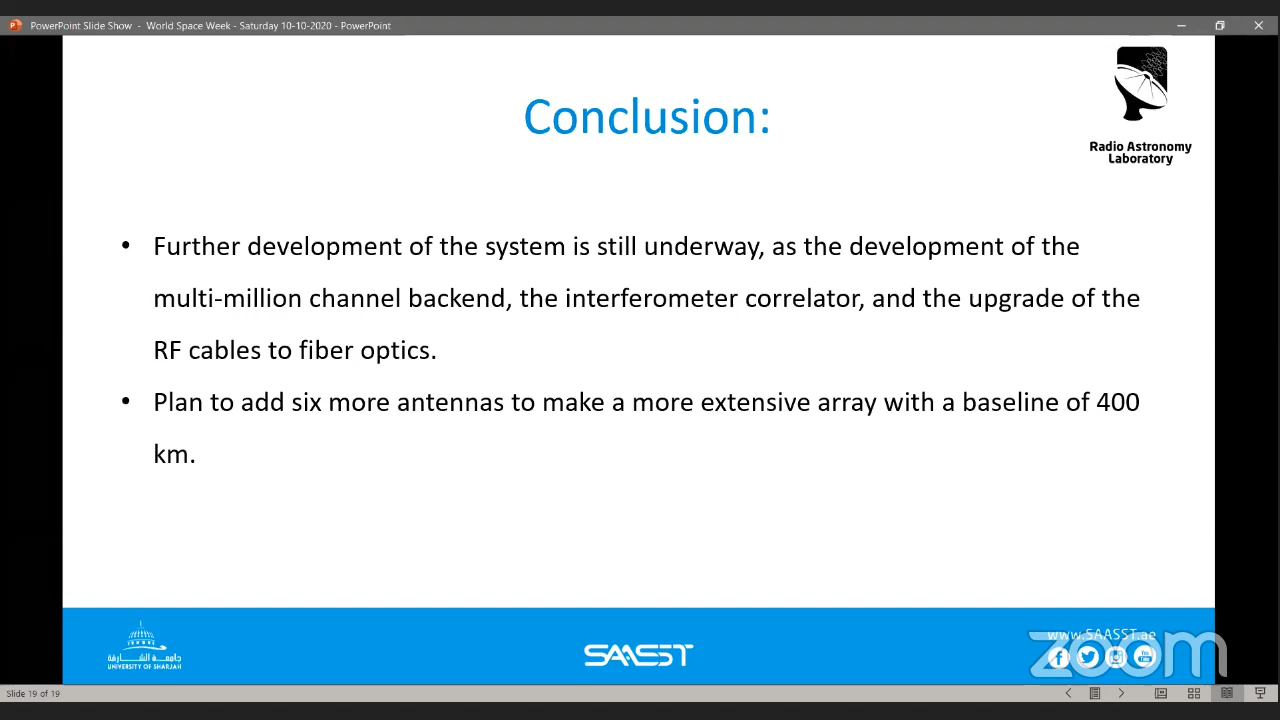 PowerPoint Slide Show - World Space Week - Saturday 10-10-2020 - PowerPoint
Radio Astronomy
Laboratory
Conclusion:
• Further development of the system is still underway, as the development of the
multi-million channel backend, the interferometer correlator, and the upgrade of the
RF cables to fiber optics.
• Plan to add six more antennas to make a more extensive array with a baseline of 400
km.
جامعة الشارقة
UNIVERSITY OF SHARJAH
SAASST
www.SAASST.ae
zoom
Slide 19 of 19